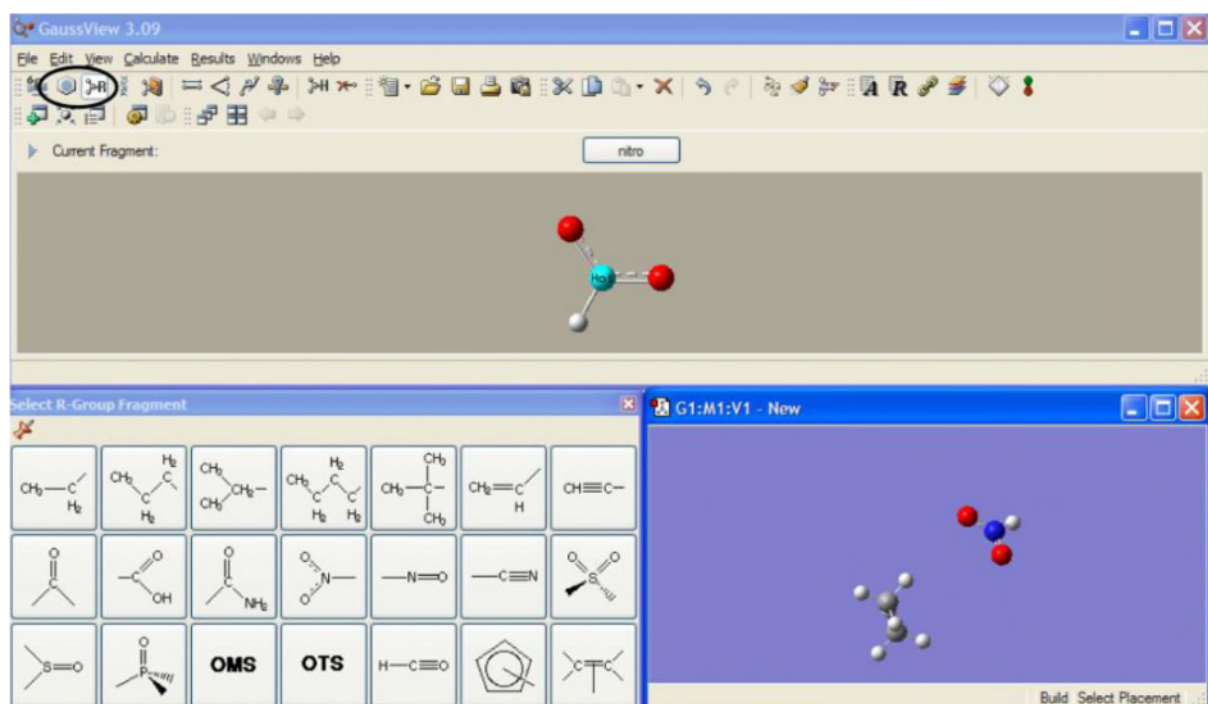 GaussView 3.09
File Edit View Calculate Results Windows Help
R H A R
Current Fragment: nitro
Hot
Select R-Group Fragment
CH₃ C H₂
CH₃ H₂ C C H₂
CH₃ CH₂ CH₃
CH₃ H₂ C C C H₂ H₂
CH₃ CH₃ C CH₃
CH₂ C H
CH C
O
O OH
O NH₂
O N O
N O
C N
O O S
S O
O P
OMS
OTS
H C O
C C
G1:M1:V1 - New
Build Select Placement